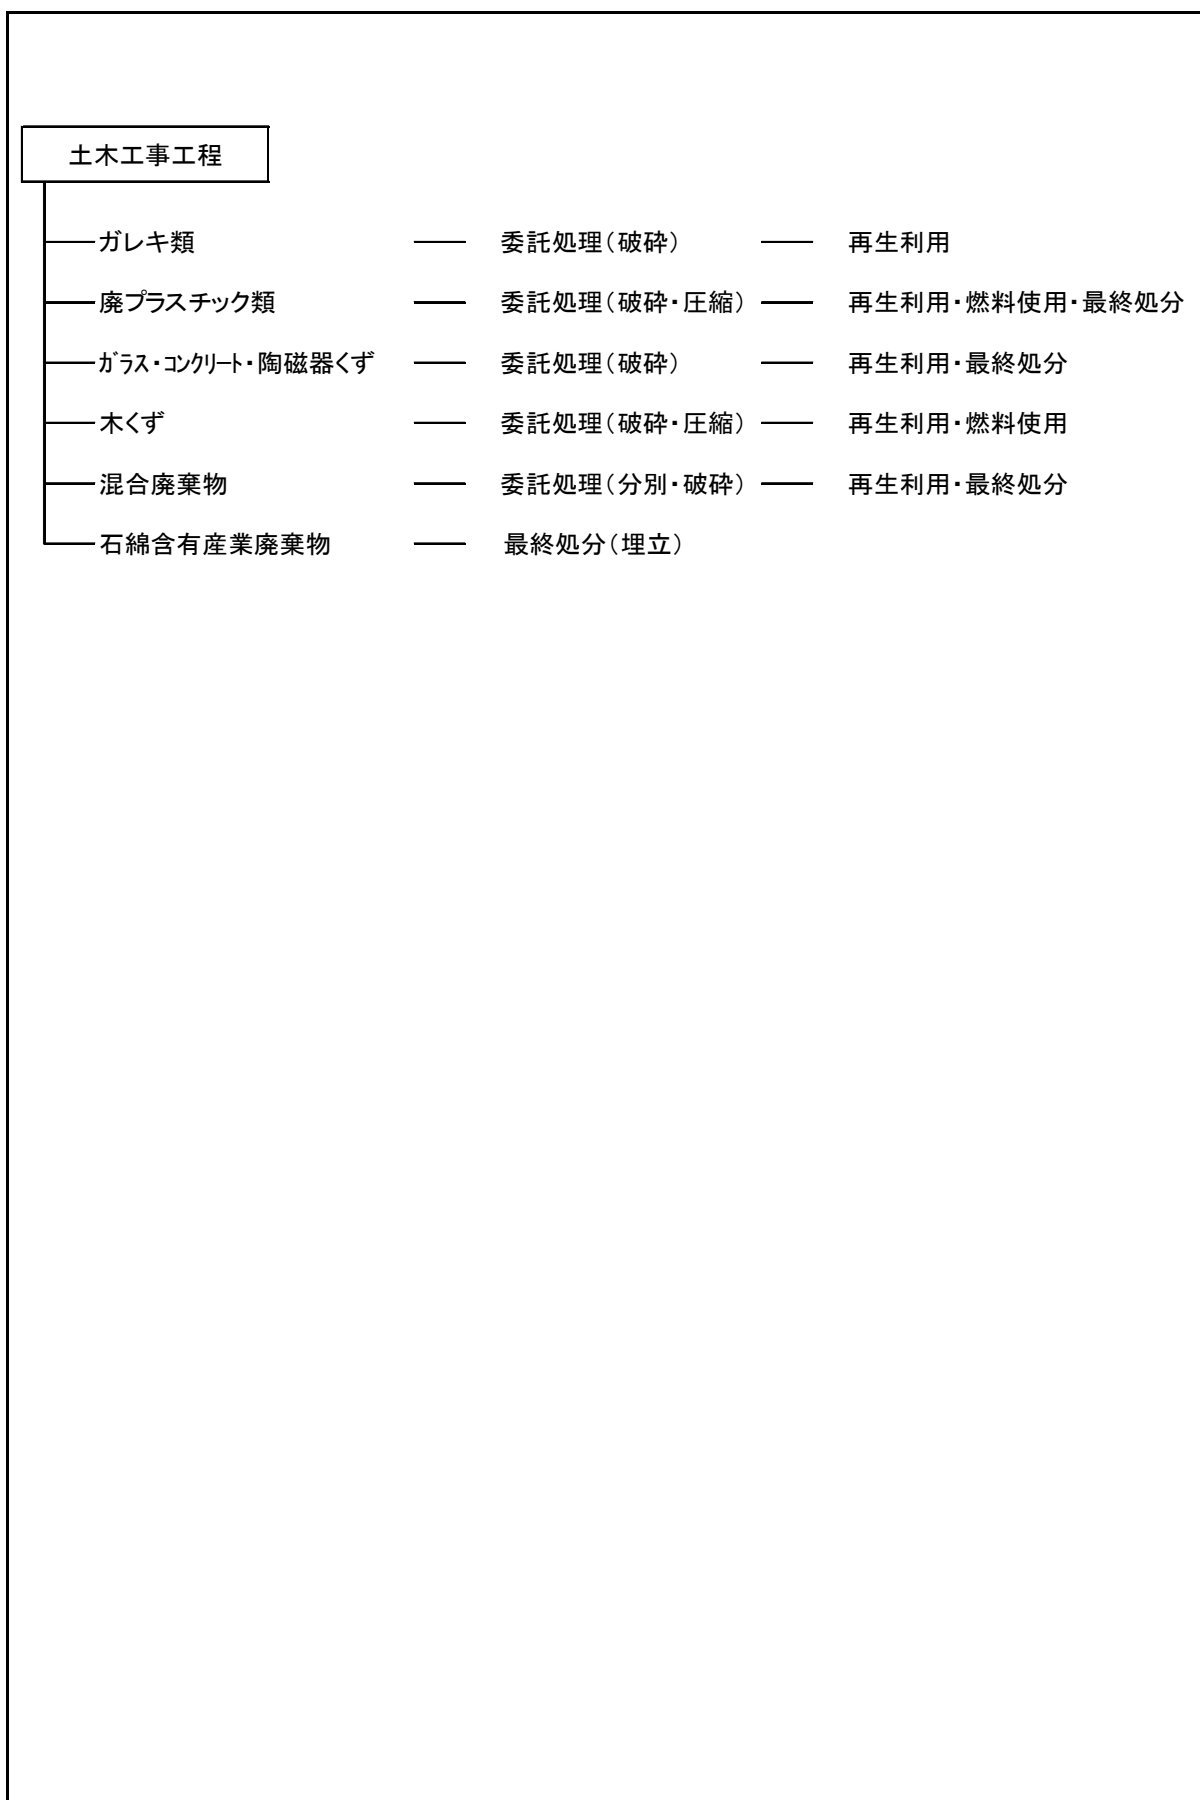 土木工事工程
ガレキ類 委託処理(破砕) 再生利用
廃プラスチック類 委託処理(破砕・圧縮) 再生利用・燃料使用・最終処分
ｶﾞﾗｽ・ｺﾝｸﾘｰﾄ・陶磁器くず 委託処理(破砕) 再生利用・最終処分
木くず 委託処理(破砕・圧縮) 再生利用・燃料使用
混合廃棄物 委託処理(分別・破砕) 再生利用・最終処分
石綿含有産業廃棄物 最終処分(埋立)